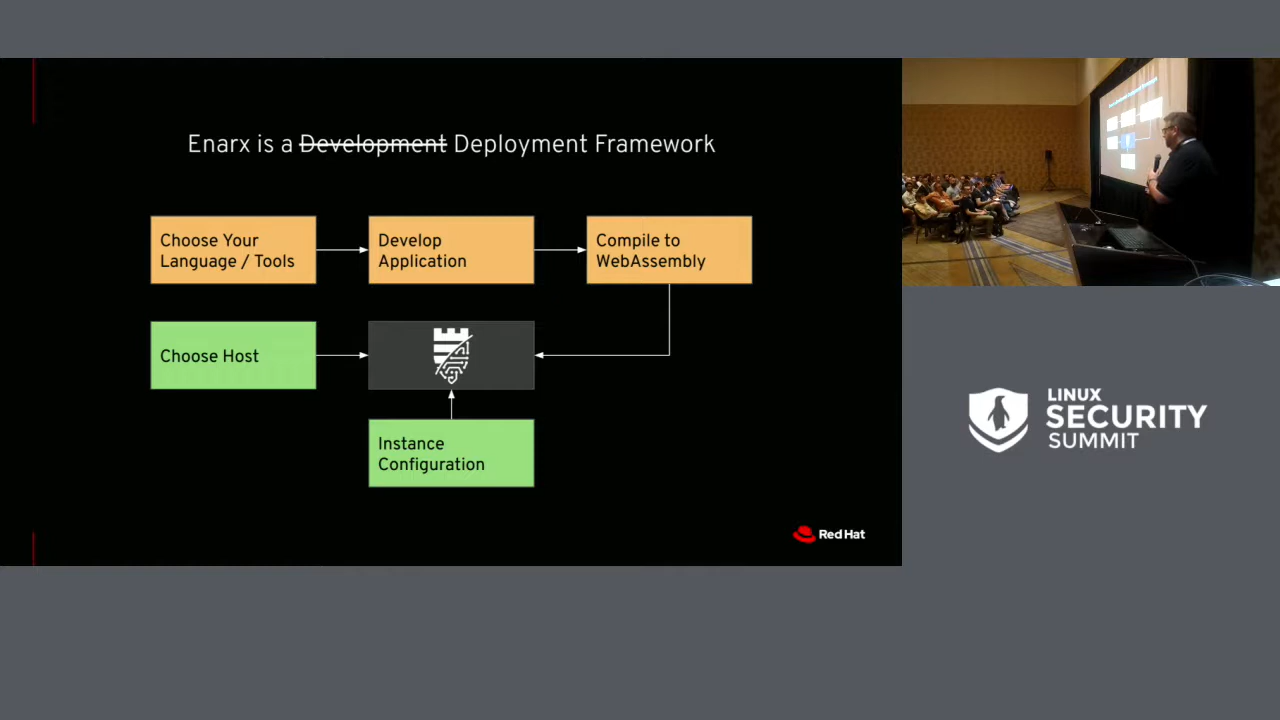 Enarx is a Development Deployment Framework
Choose Your
Language / Tools
Develop
Application
Compile to
WebAssembly
Choose Host
Instance
Configuration
Red Hat
LINUX
SECURITY
SUMMIT